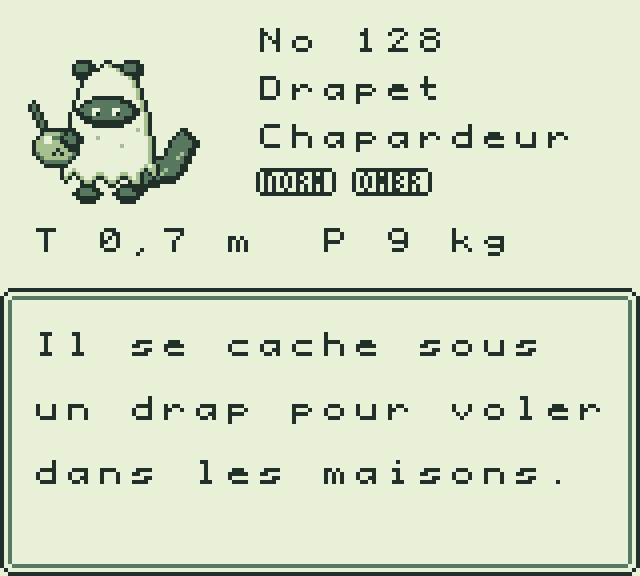 No 128
Drapet
Chapardeur
NORM OMBR
T 0,7 m P 9 kg
Il se cache sous
un drap pour voler
dans les maisons.